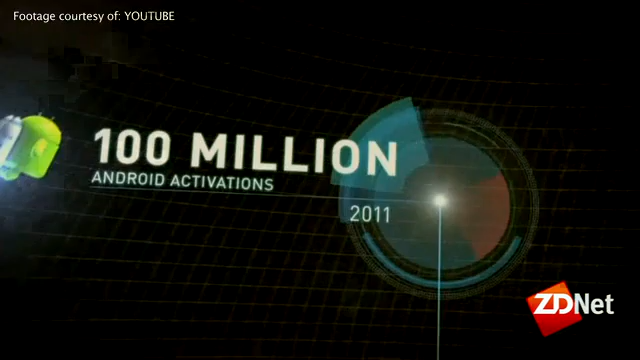 Footage courtesy of: YOUTUBE
100 MILLION
ANDROID ACTIVATIONS
2011
ZDNet